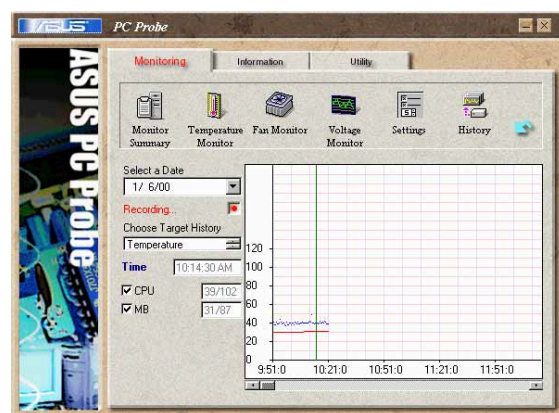 ASUS
PC Probe
ASUS PC Probe
Monitoring
Information
Utility
Monitor Summary
Temperature Monitor
Fan Monitor
Voltage Monitor
Settings
History
Select a Date
1/ 6/00
Recording...
Choose Target History
Temperature
Time
10:14:30 AM
CPU
39/102
MB
31/87
120
100
80
60
40
20
0
9:51:0
10:21:0
10:51:0
11:21:0
11:51:0